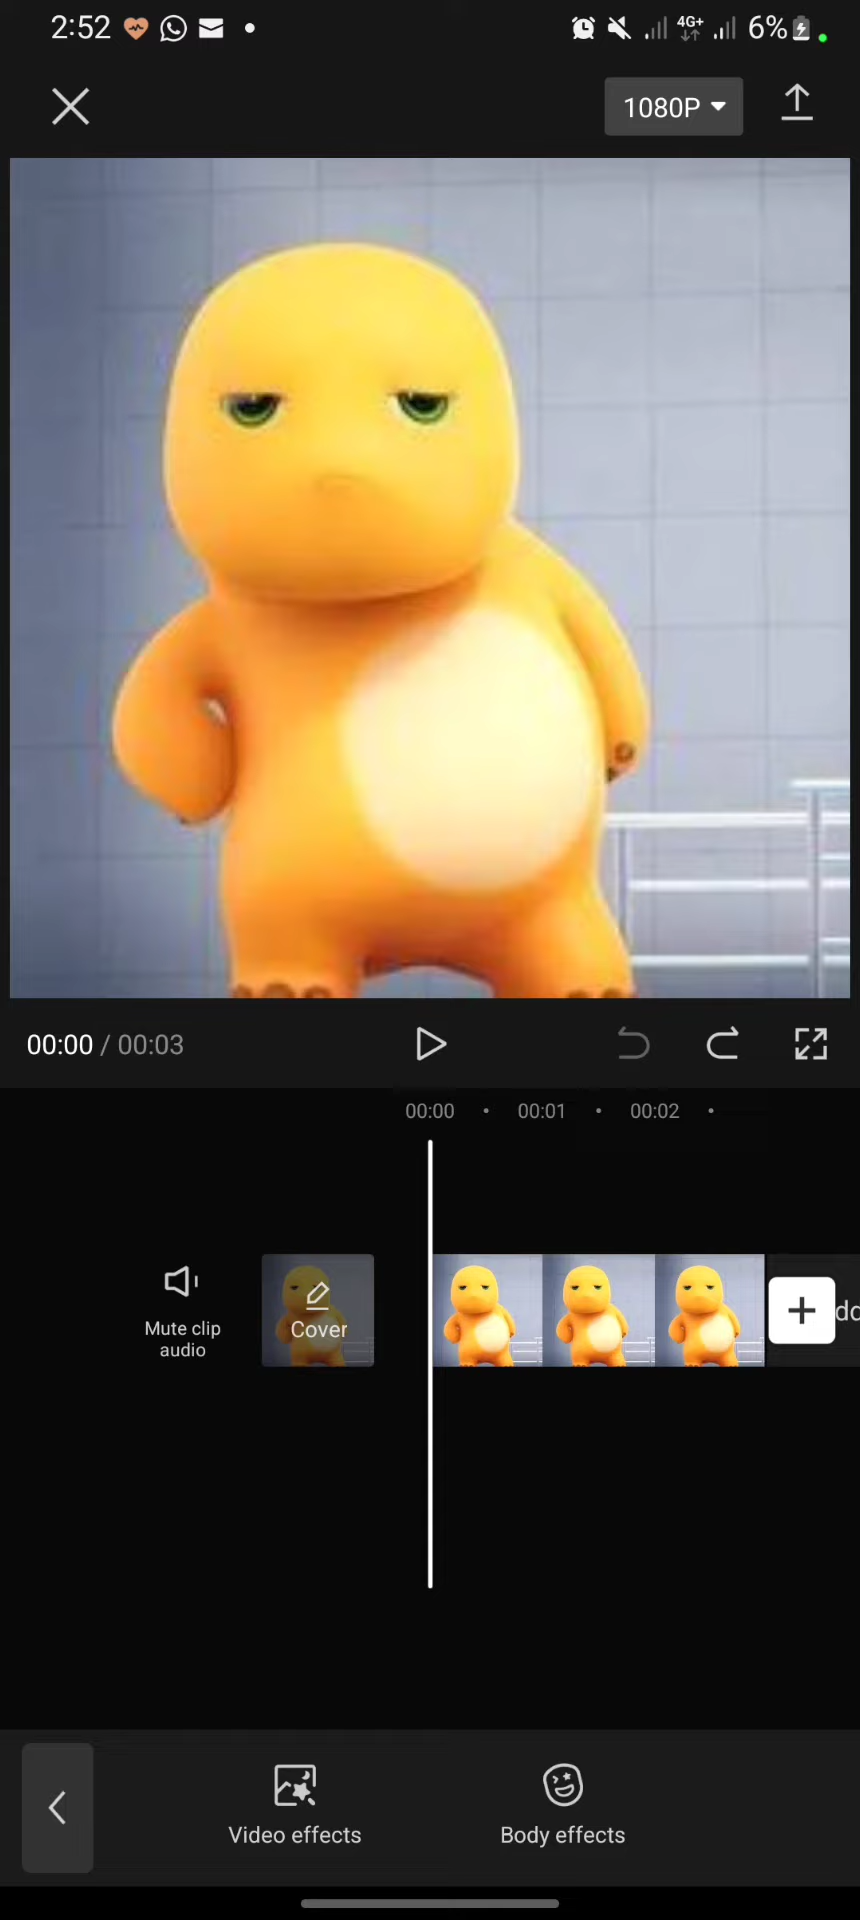 2:52
4G+
6%
1080P
00:00 / 00:03
00:00
00:01
00:02
Mute clip
audio
Cover
Video effects
Body effects